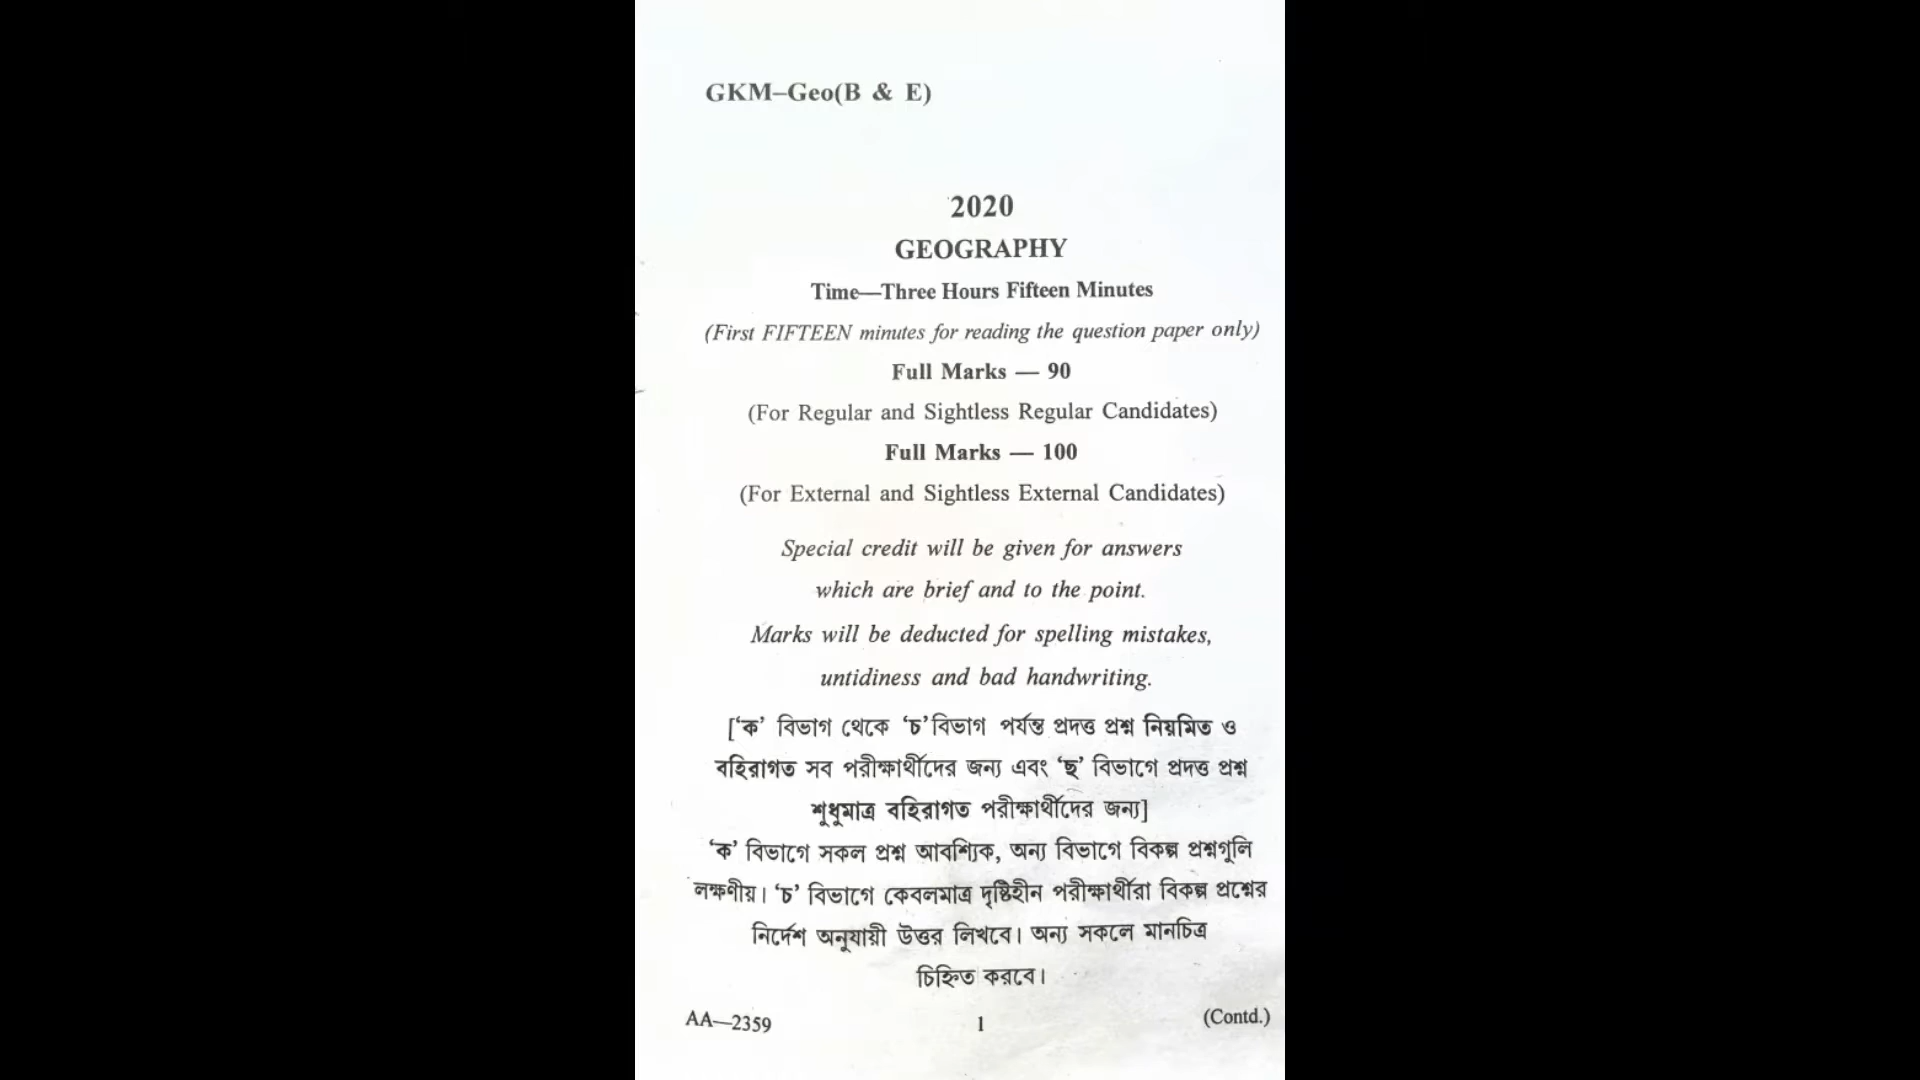 GKM–Geo(B & E)
2020
GEOGRAPHY
Time—Three Hours Fifteen Minutes
(First FIFTEEN minutes for reading the question paper only)
Full Marks — 90
(For Regular and Sightless Regular Candidates)
Full Marks — 100
(For External and Sightless External Candidates)
Special credit will be given for answers
which are brief and to the point.
Marks will be deducted for spelling mistakes,
untidiness and bad handwriting.
[‘ক’ বিভাগ থেকে ‘চ’ বিভাগ পর্যন্ত প্রদত্ত প্রশ্ন নিয়মিত ও
বহিরাগত সব পরীক্ষার্থীদের জন্য এবং ‘ছ’ বিভাগে প্রদত্ত প্রশ্ন
শুধুমাত্র বহিরাগত পরীক্ষার্থীদের জন্য]
‘ক’ বিভাগে সকল প্রশ্ন আবশ্যিক, অন্য বিভাগে বিকল্প প্রশ্নগুলি
লক্ষণীয়। ‘চ’ বিভাগে কেবলমাত্র দৃষ্টিহীন পরীক্ষার্থীরা বিকল্প প্রশ্নের
নির্দেশ অনুযায়ী উত্তর লিখবে। অন্য সকলে মানচিত্র
চিহ্নিত করবে।
AA—2359
1
(Contd.)